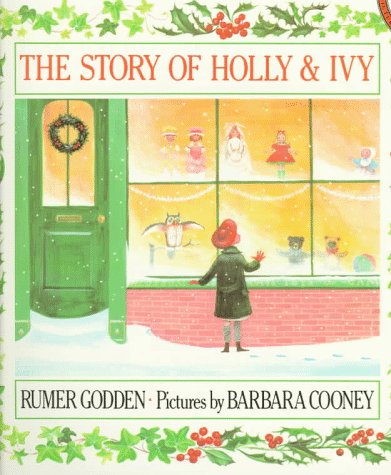 THE STORY OF HOLLY & IVY
RUMER GODDEN · Pictures by BARBARA COONEY